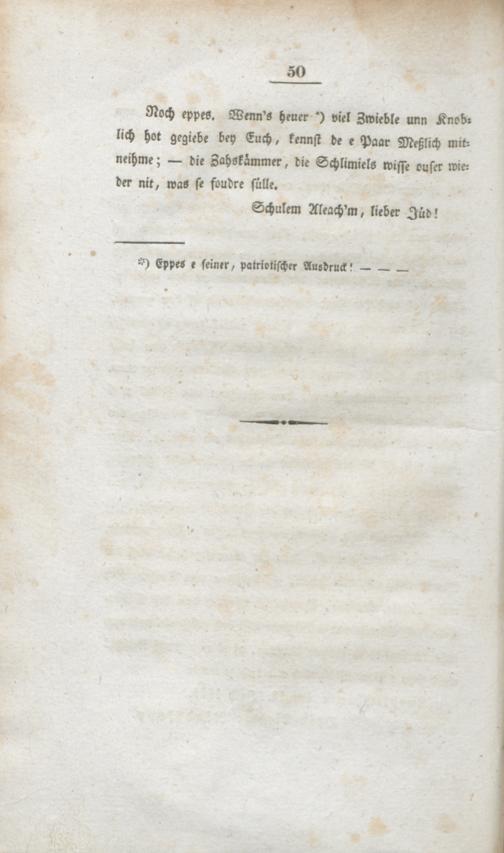 50
Noch eppes. Wenn's heuer *) viel Zwieble unn Knob-
lich hot gegiebe bey Euch, kennst de e Paar Meßlich mit-
neihme; — die Zahskämmer, die Schlimiels wisse ouser wie-
der nit, was se foudre sülle.
Schulem Aleach'm, lieber Jüd!
*) Eppes e feiner, patriotischer Ausdruck! — — —